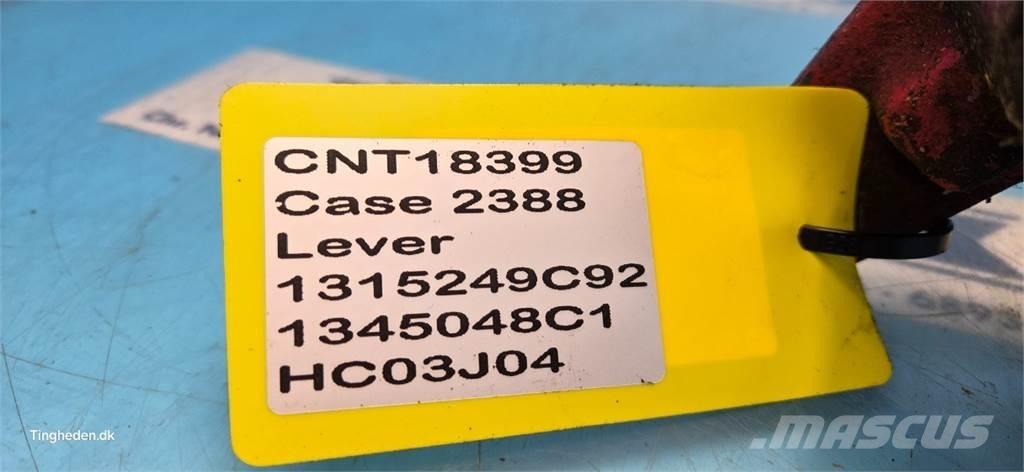 CNT18399
Case 2388
Lever
1315249C92
1345048C1
HC03J04
Tingheden.dk
MASCUS